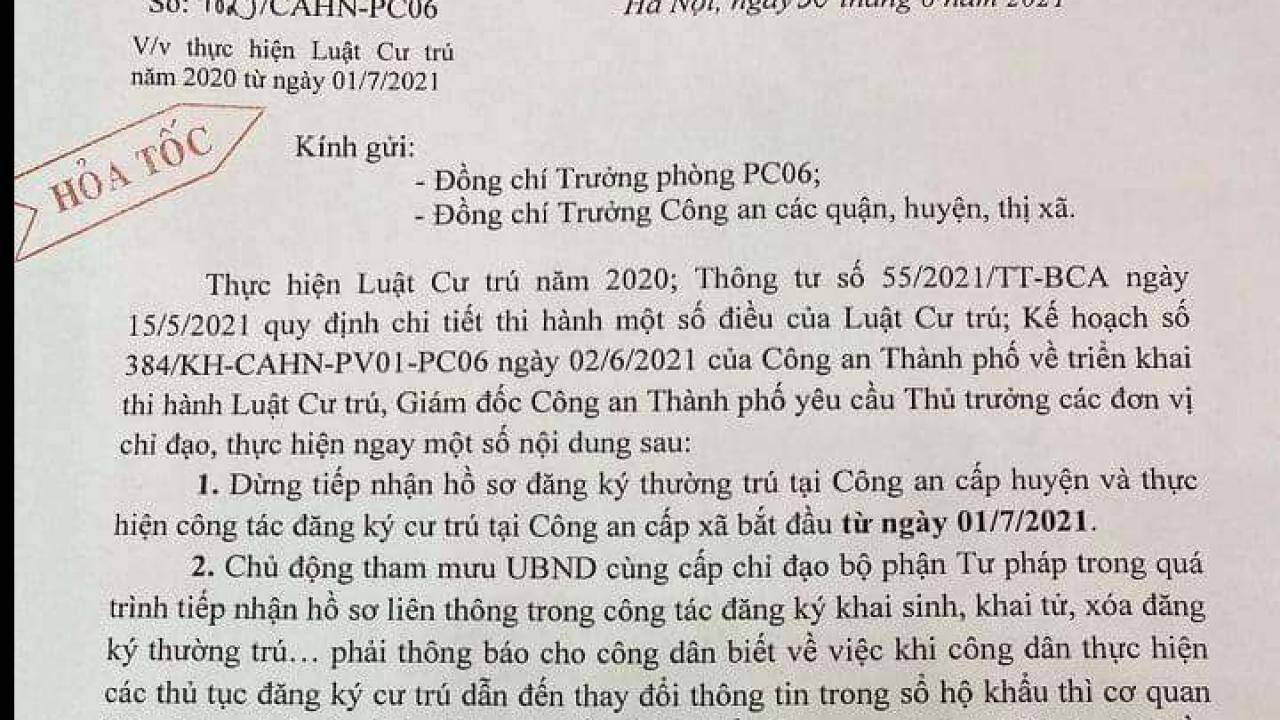 Số: /CAHN-PC06
Hà Nội, ngày 30 tháng 6 năm 2021
V/v thực hiện Luật Cư trú
năm 2020 từ ngày 01/7/2021
HỎA TỐC
Kính gửi:
- Đồng chí Trưởng phòng PC06;
- Đồng chí Trưởng Công an các quận, huyện, thị xã.
Thực hiện Luật Cư trú năm 2020; Thông tư số 55/2021/TT-BCA ngày
15/5/2021 quy định chi tiết thi hành một số điều của Luật Cư trú; Kế hoạch số
384/KH-CAHN-PV01-PC06 ngày 02/6/2021 của Công an Thành phố về triển khai
thi hành Luật Cư trú, Giám đốc Công an Thành phố yêu cầu Thủ trưởng các đơn vị
chỉ đạo, thực hiện ngay một số nội dung sau:
1. Dừng tiếp nhận hồ sơ đăng ký thường trú tại Công an cấp huyện và thực
hiện công tác đăng ký cư trú tại Công an cấp xã bắt đầu từ ngày 01/7/2021.
2. Chủ động tham mưu UBND cùng cấp chỉ đạo bộ phận Tư pháp trong quá
trình tiếp nhận hồ sơ liên thông trong công tác đăng ký khai sinh, khai tử, xóa đăng
ký thường trú... phải thông báo cho công dân biết về việc khi công dân thực hiện
các thủ tục đăng ký cư trú dẫn đến thay đổi thông tin trong sổ hộ khẩu thì cơ quan